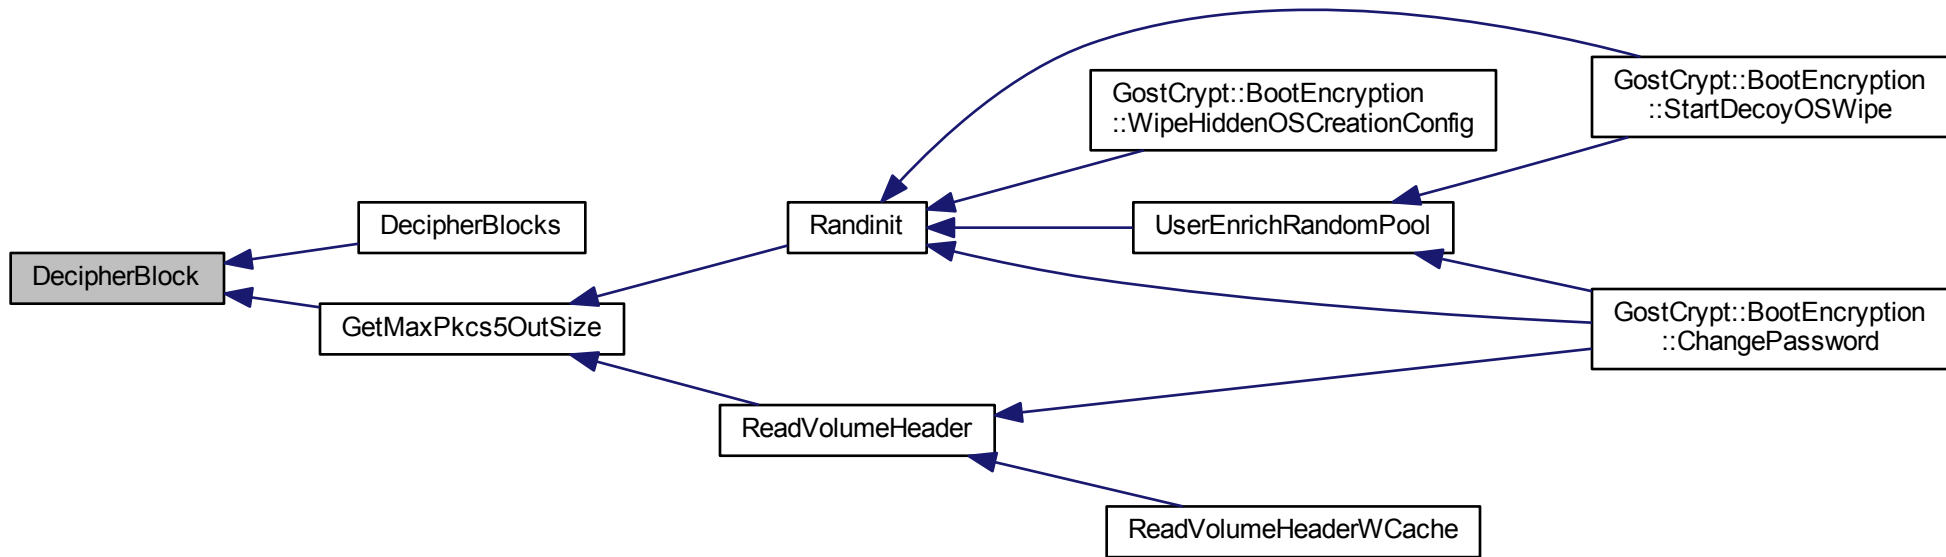 DecipherBlock
DecipherBlocks
GetMaxPkcs5OutSize
Randinit
ReadVolumeHeader
GostCrypt::BootEncryption
::WipeHiddenOSCreationConfig
UserEnrichRandomPool
ReadVolumeHeaderWCache
GostCrypt::BootEncryption
::StartDecoyOSWipe
GostCrypt::BootEncryption
::ChangePassword